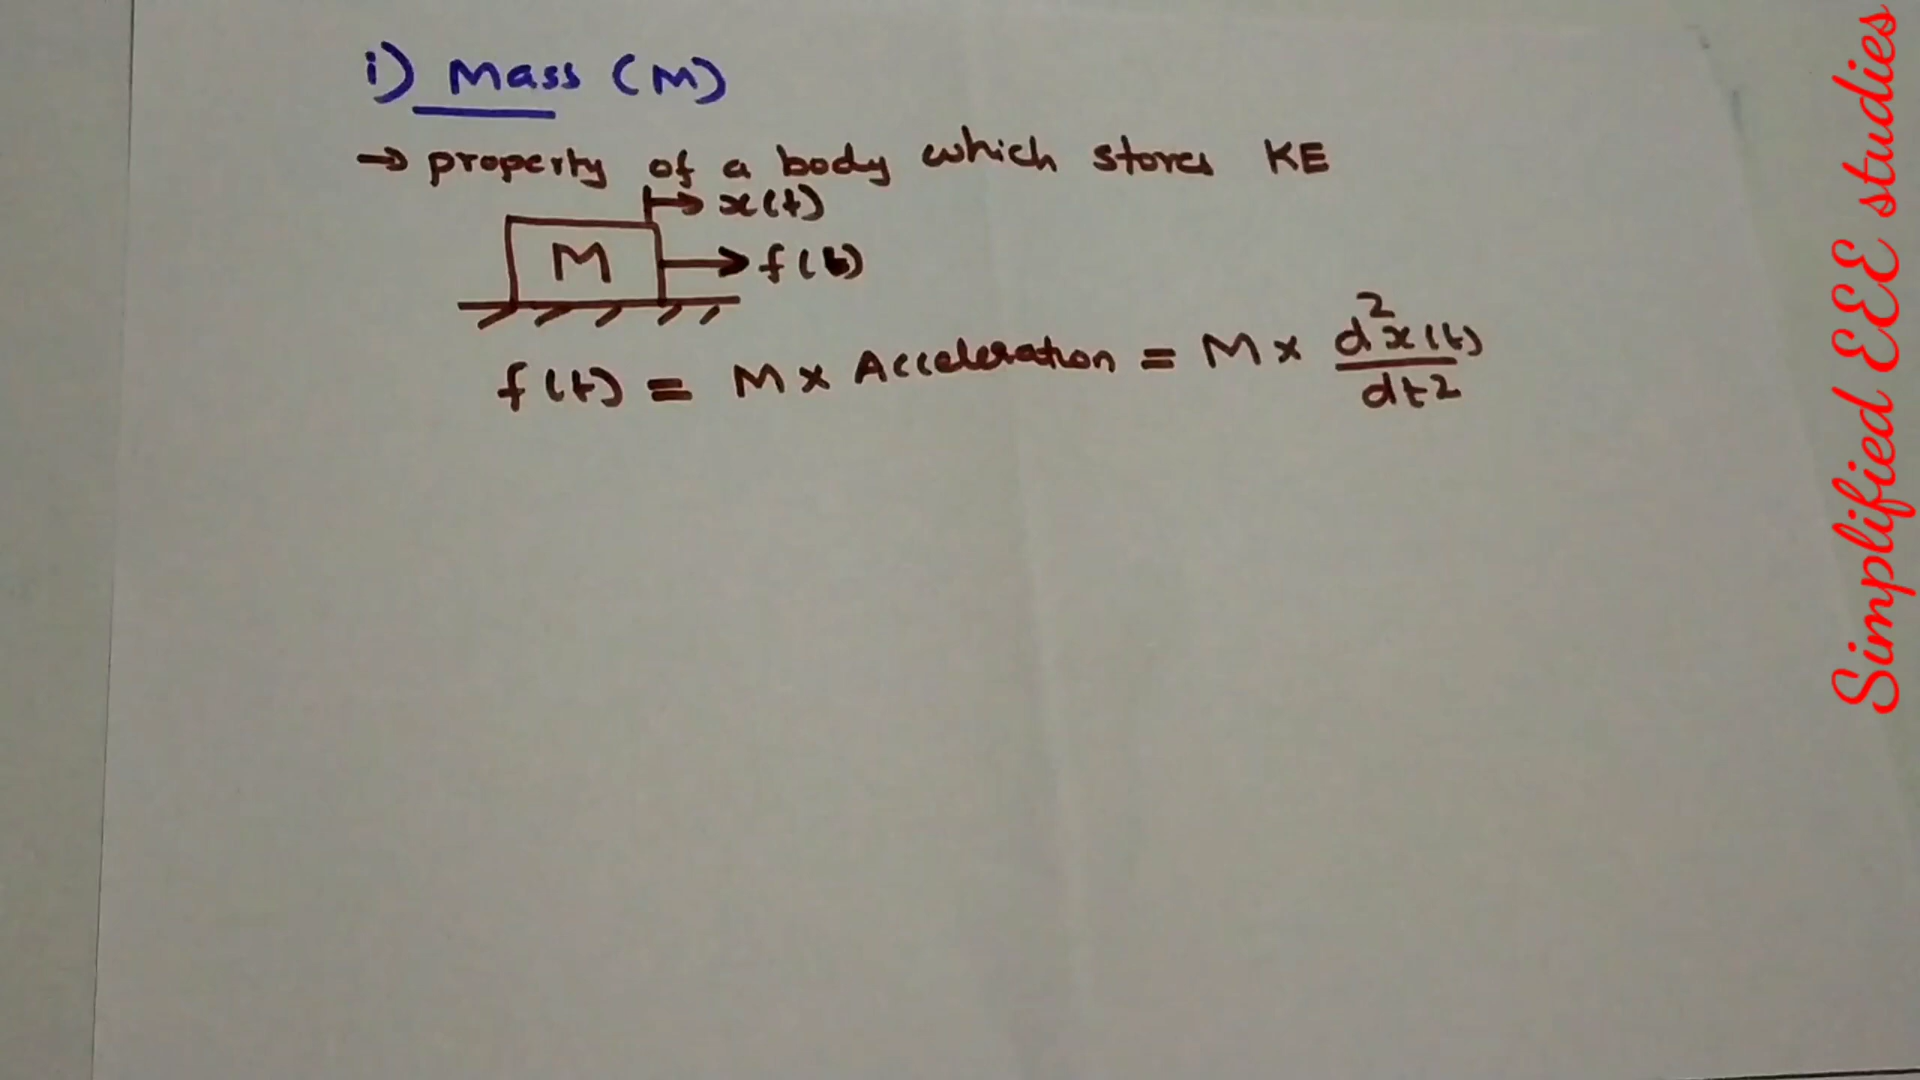 i) Mass (M)
→ property of a body which stores KE
x(t)
M
f(t)
f(t) = M × Acceleration = M × d²x(t)/dt2
Simplified EEE studies